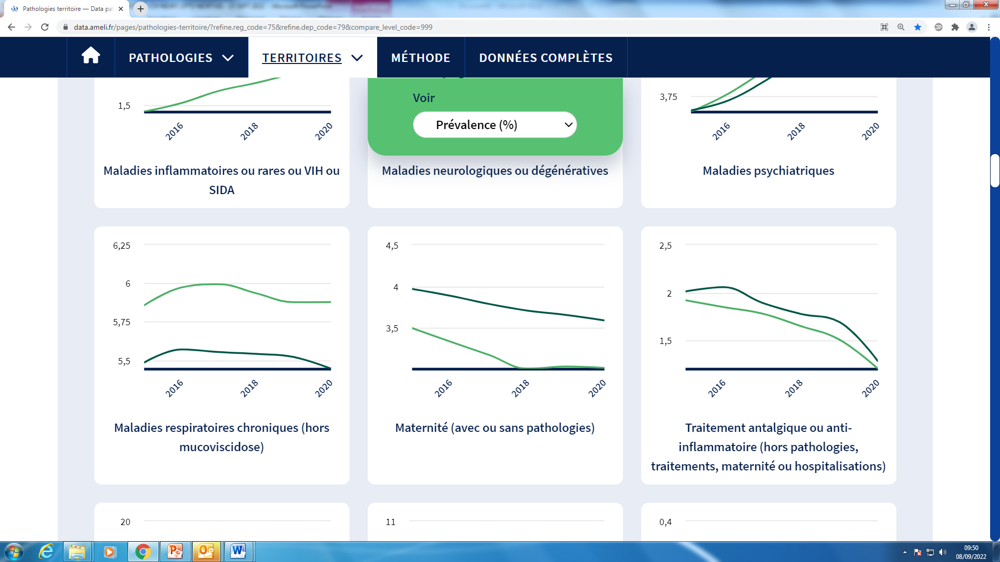 Pathologies territoire — Data pat
data.ameli.fr/pages/pathologies-territoire/?refine.reg_code=75&refine.dep_code=79&compare_level_code=999
PATHOLOGIES
TERRITOIRES
MÉTHODE
DONNÉES COMPLÈTES
1,5
2016
2018
2020
Maladies inflammatoires ou rares ou VIH ou
SIDA
Voir
Prévalence (%)
Maladies neurologiques ou dégénératives
3,75
2016
2018
2020
Maladies psychiatriques
6,25
6
5,75
5,5
2016
2018
2020
Maladies respiratoires chroniques (hors
mucoviscidose)
4,5
4
3,5
2016
2018
2020
Maternité (avec ou sans pathologies)
2,5
2
1,5
2016
2018
2020
Traitement antalgique ou anti-
inflammatoire (hors pathologies,
traitements, maternité ou hospitalisations)
20
11
0,4
09:50
08/09/2022